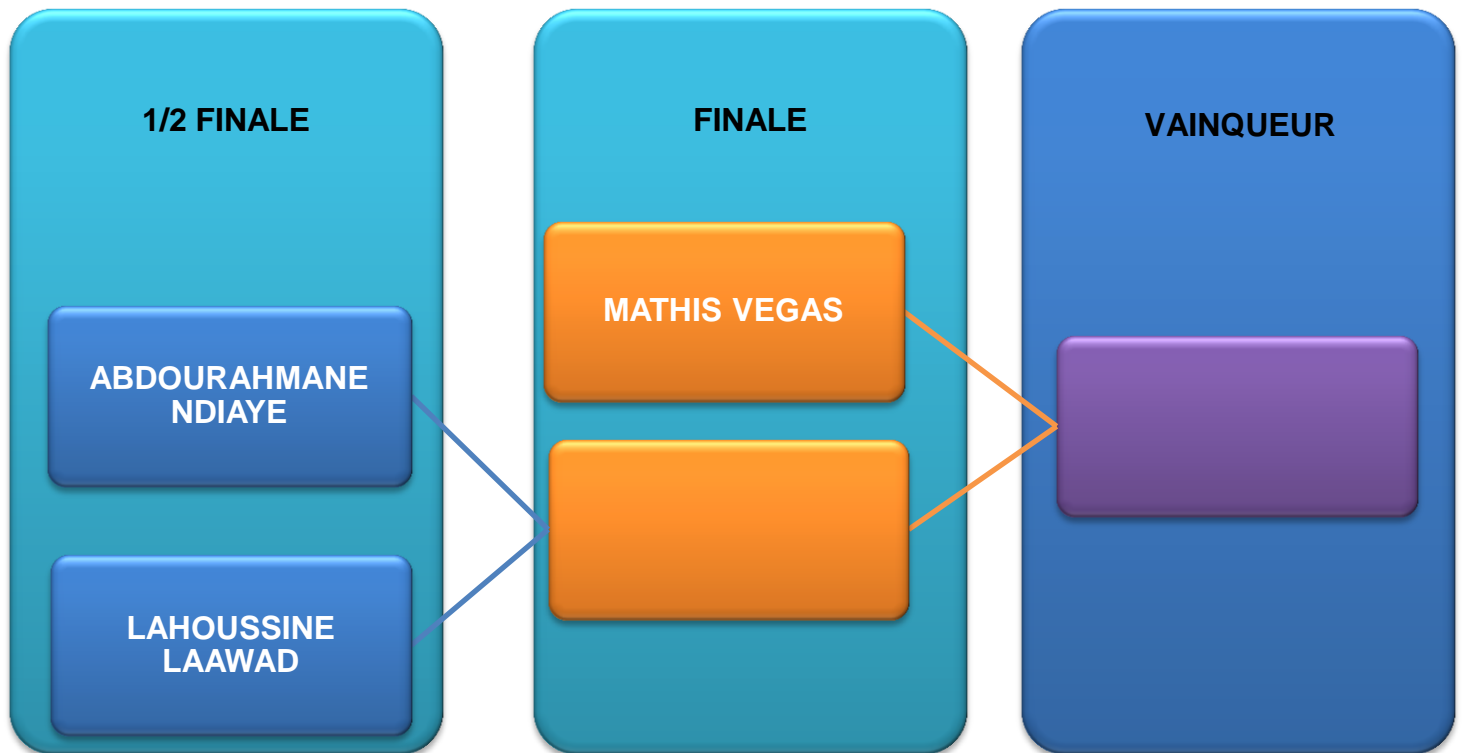 1/2 FINALE
ABDOURAHMANE
NDIAYE
LAHOUSSINE
LAAWAD
FINALE
MATHIS VEGAS
VAINQUEUR